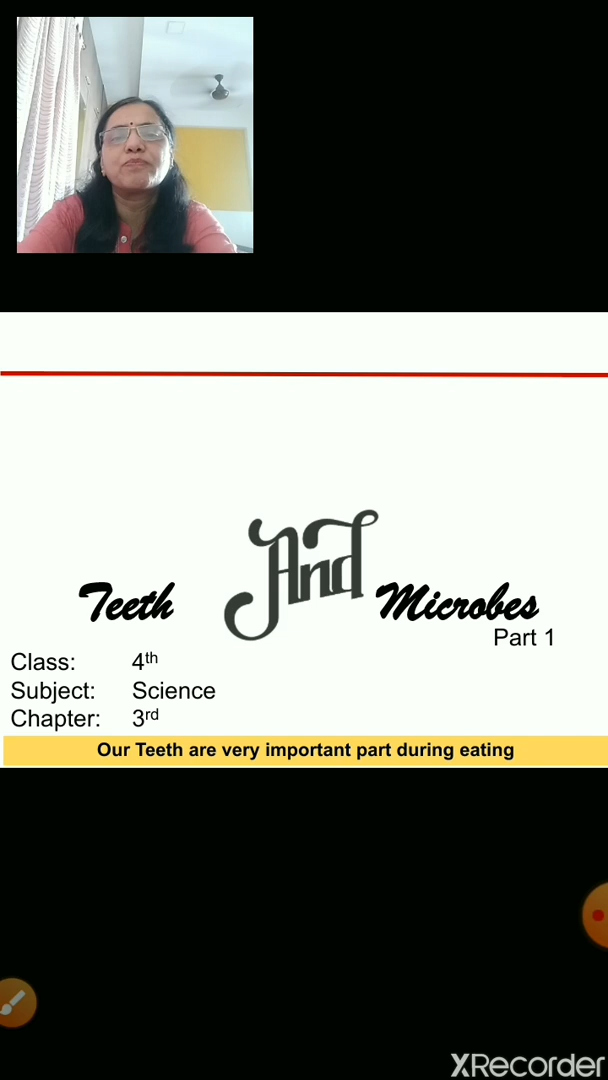 Teeth And Microbes
Part 1
Class: 4th
Subject: Science
Chapter: 3rd
Our Teeth are very important part during eating
XRecorder